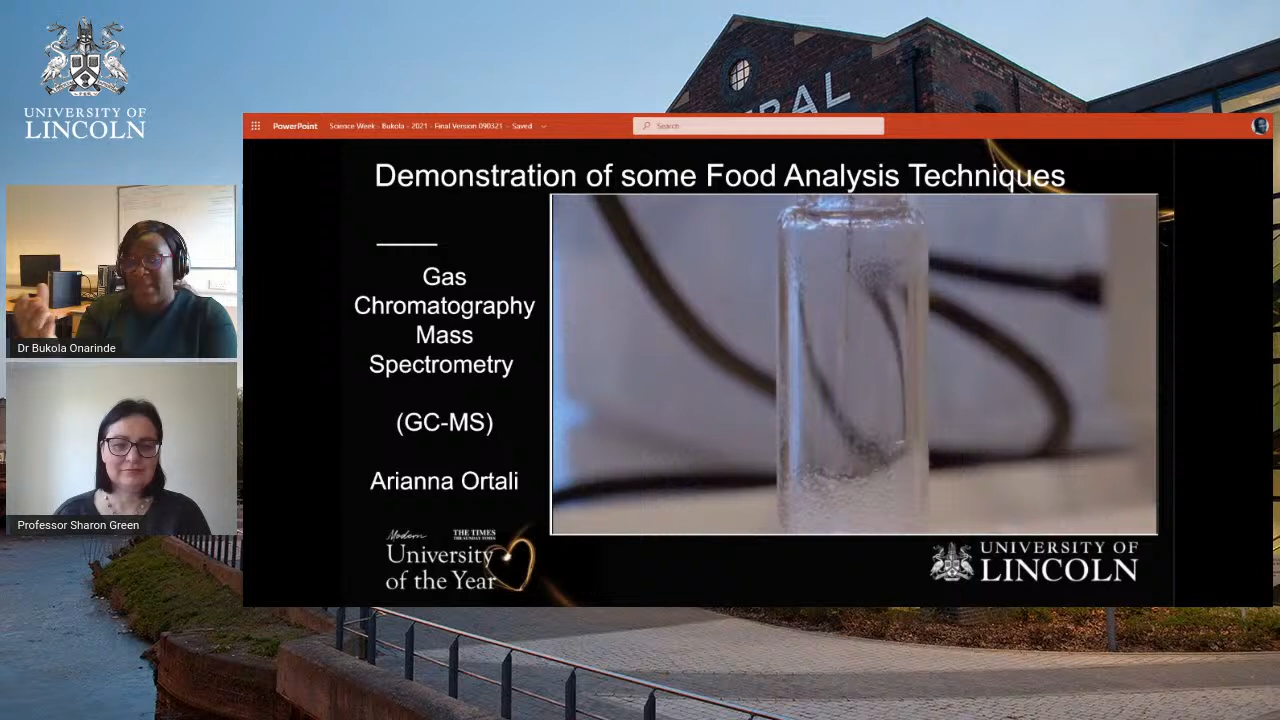 UNIVERSITY OF
LINCOLN
RAL
PowerPoint
Science Week - Bukola - 2021 - Final Version 090321 - Saved
Search
Demonstration of some Food Analysis Techniques
Gas
Chromatography
Mass
Spectrometry
(GC-MS)
Arianna Ortali
Modern
THE TIMES
THE SUNDAY TIMES
University
of the Year
UNIVERSITY OF
LINCOLN
Dr Bukola Onarinde
Professor Sharon Green